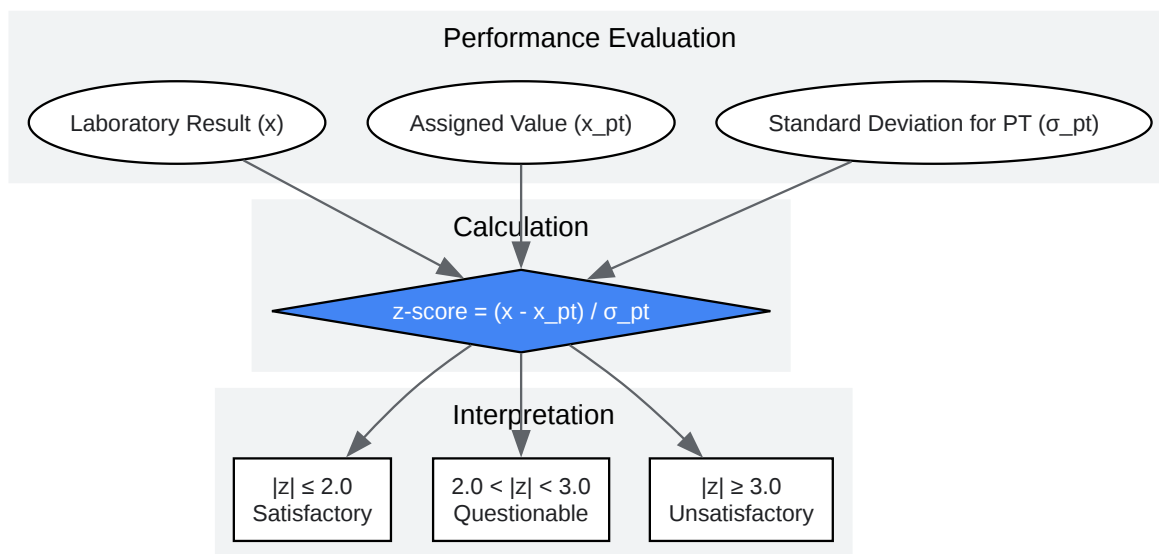 Performance Evaluation
Laboratory Result (x)
Assigned Value (x_pt)
Standard Deviation for PT (σ_pt)
Calculation
z-score = (x - x_pt) / σ_pt
Interpretation
|z| ≤ 2.0
Satisfactory
2.0 < |z| < 3.0
Questionable
|z| ≥ 3.0
Unsatisfactory